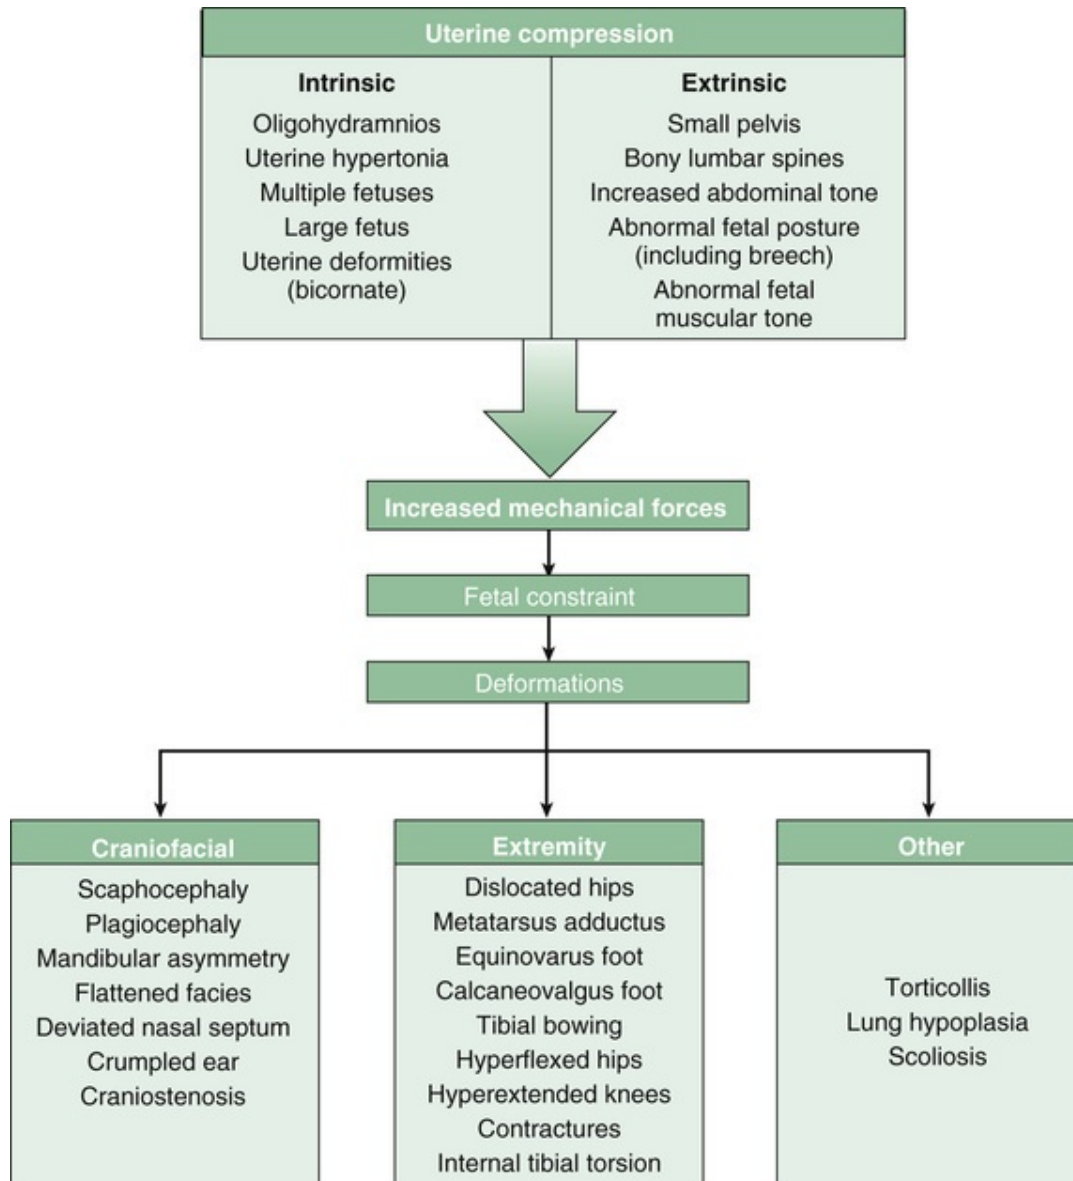 Uterine compression
Intrinsic
Oligohydramnios
Uterine hypertonia
Multiple fetuses
Large fetus
Uterine deformities
(bicornate)
Extrinsic
Small pelvis
Bony lumbar spines
Increased abdominal tone
Abnormal fetal posture
(including breech)
Abnormal fetal
muscular tone
Increased mechanical forces
Fetal constraint
Deformations
Craniofacial
Scaphocephaly
Plagiocephaly
Mandibular asymmetry
Flattened facies
Deviated nasal septum
Crumpled ear
Craniostenosis
Extremity
Dislocated hips
Metatarsus adductus
Equinovarus foot
Calcaneovalgus foot
Tibial bowing
Hyperflexed hips
Hyperextended knees
Contractures
Internal tibial torsion
Other
Torticollis
Lung hypoplasia
Scoliosis